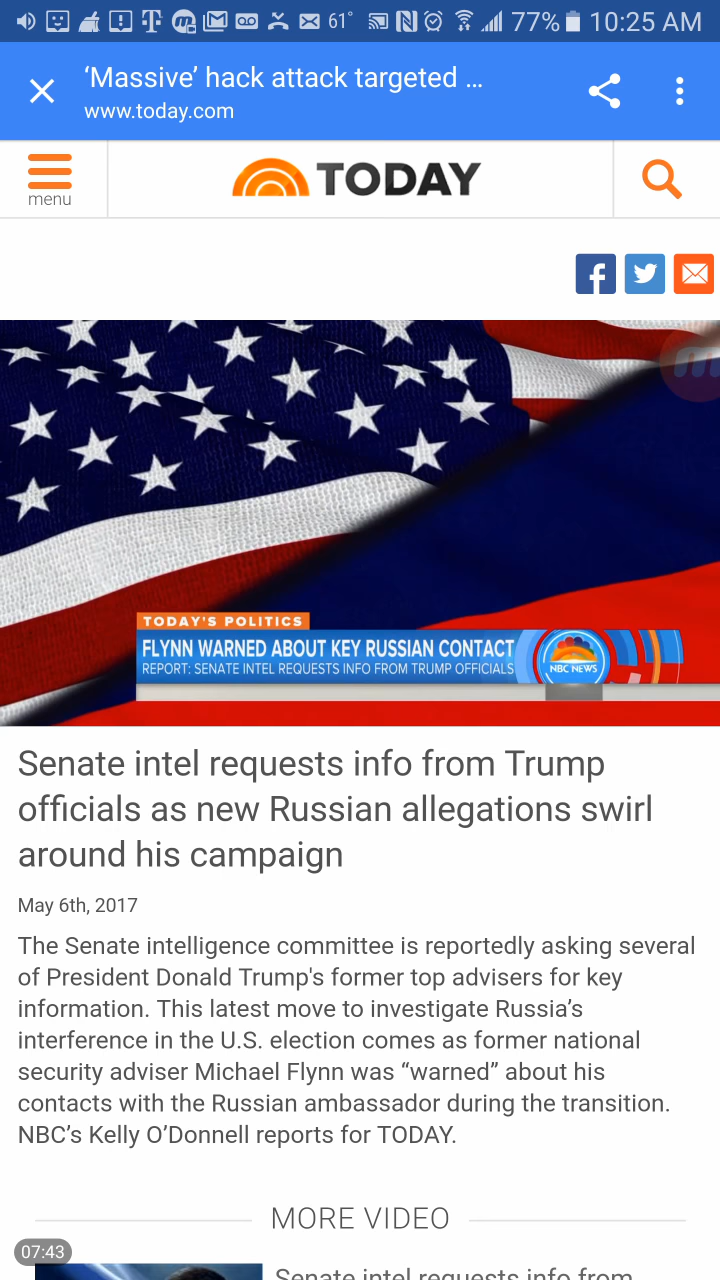 61° 77% 10:25 AM
‘Massive’ hack attack targeted ...
www.today.com
menu
TODAY
TODAY'S POLITICS
FLYNN WARNED ABOUT KEY RUSSIAN CONTACT
REPORT: SENATE INTEL REQUESTS INFO FROM TRUMP OFFICIALS
NBC NEWS
Senate intel requests info from Trump
officials as new Russian allegations swirl
around his campaign
May 6th, 2017
The Senate intelligence committee is reportedly asking several
of President Donald Trump's former top advisers for key
information. This latest move to investigate Russia’s
interference in the U.S. election comes as former national
security adviser Michael Flynn was “warned” about his
contacts with the Russian ambassador during the transition.
NBC’s Kelly O’Donnell reports for TODAY.
MORE VIDEO
07:43
Senate intel requests info from